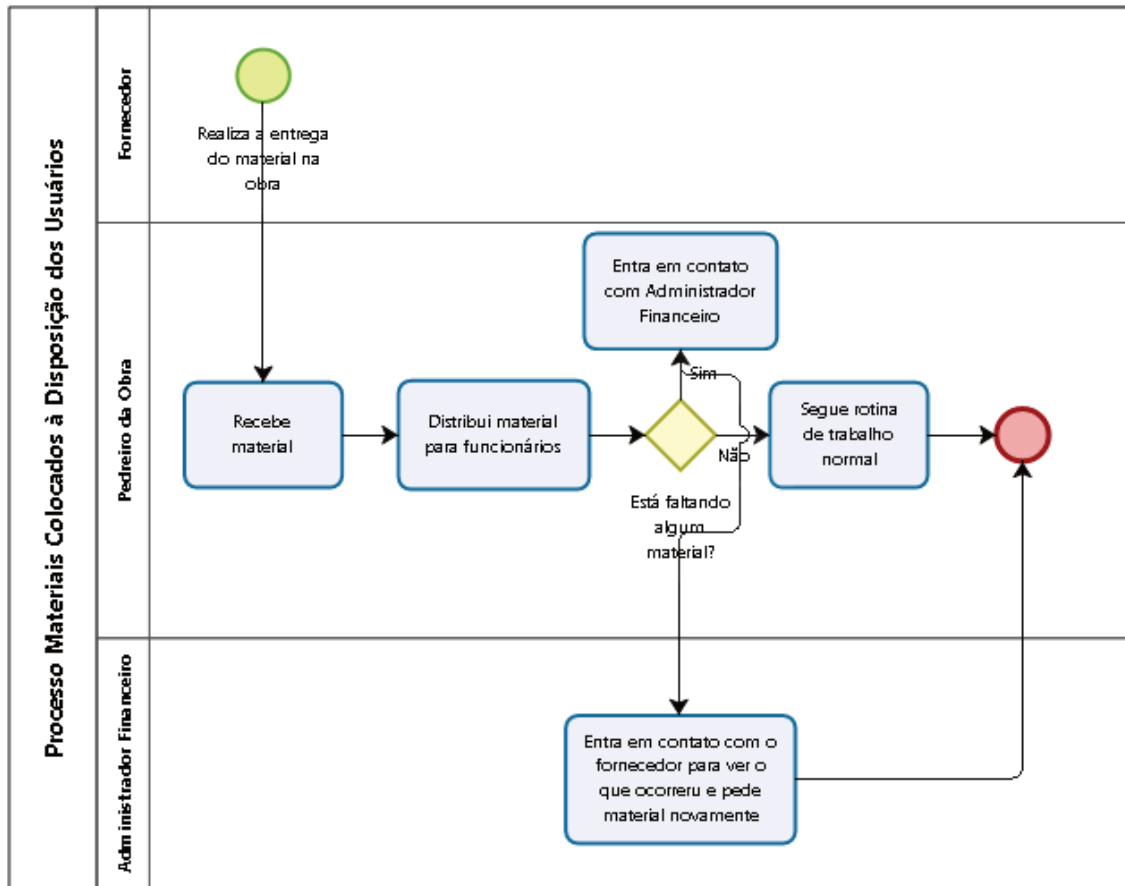 Processo Materiais Colocados à Disposição dos Usuários
Fornecedor
Realiza a entrega
do material na
obra
Pedreiro da Obra
Recebe
material
Distribui material
para funcionários
Entra em contato
com Administrador
Financeiro
Sim
Não
Está faltando
algum
material?
Segue rotina
de trabalho
normal
Administrador Financeiro
Entra em contato com o
fornecedor para ver o
que ocorreru e pede
material novamente